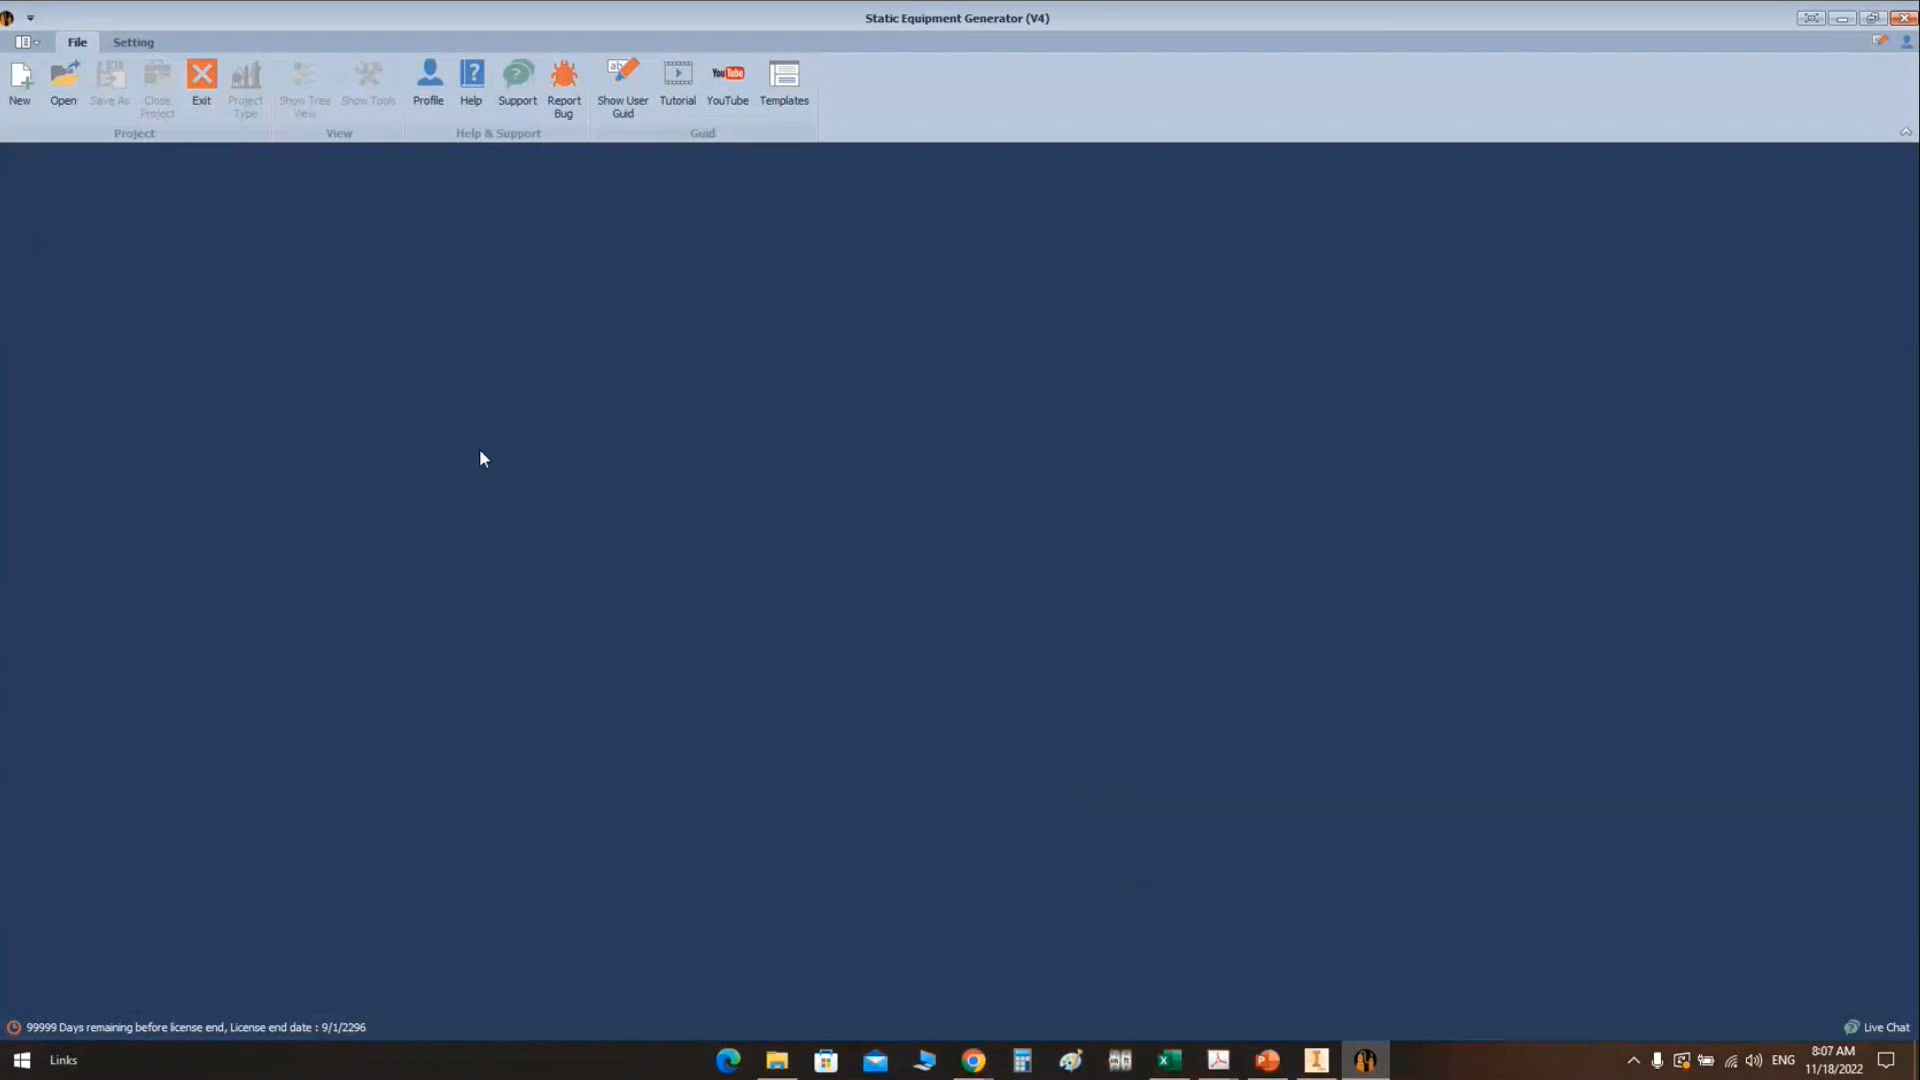 Static Equipment Generator (V4)
File Setting
New Open Save As Close Project Exit Project Type Show Tree View Show Tools Profile Help Support Report Bug Show User Guid Tutorial YouTube Templates
Project View Help & Support Guid
99999 Days remaining before license end, License end date : 9/1/2296
Live Chat
Links
ENG
8:07 AM
11/18/2022